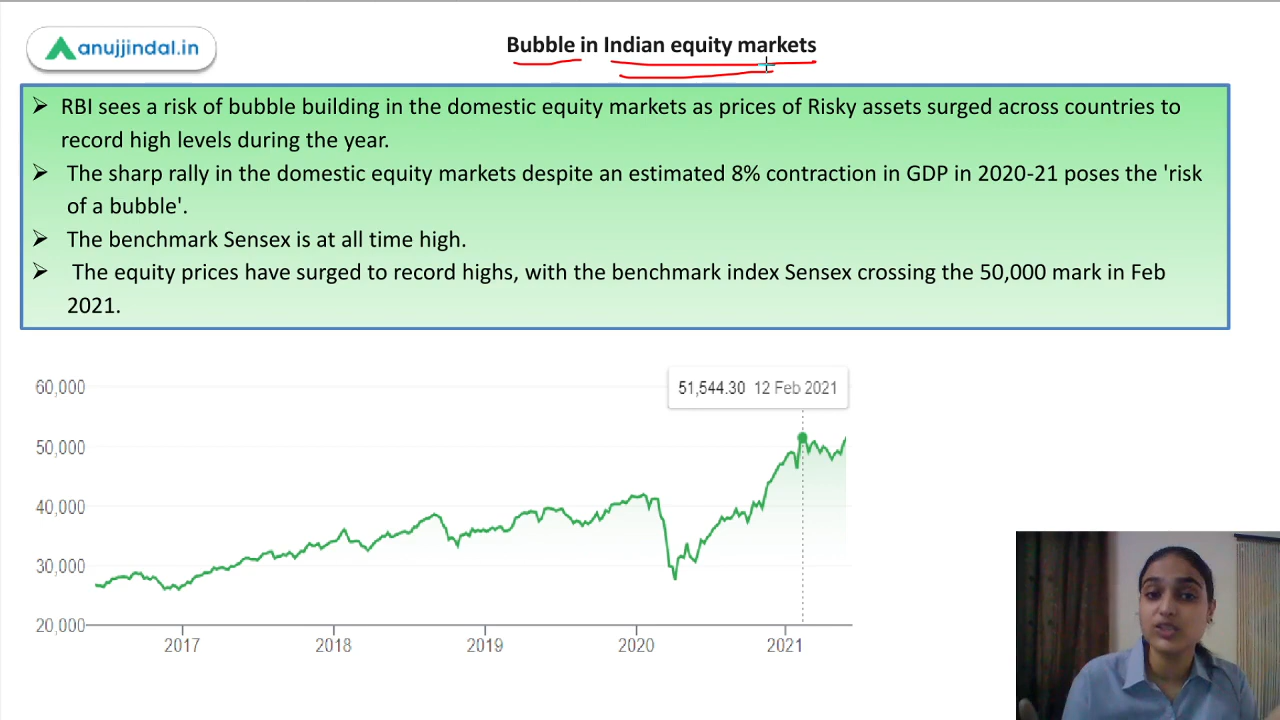 anujjindal.in
Bubble in Indian equity markets
➢ RBI sees a risk of bubble building in the domestic equity markets as prices of Risky assets surged across countries to
record high levels during the year.
➢ The sharp rally in the domestic equity markets despite an estimated 8% contraction in GDP in 2020-21 poses the 'risk
of a bubble'.
➢ The benchmark Sensex is at all time high.
➢ The equity prices have surged to record highs, with the benchmark index Sensex crossing the 50,000 mark in Feb
2021.
60,000
51,544.30 12 Feb 2021
50,000
40,000
30,000
20,000
2017 2018 2019 2020 2021